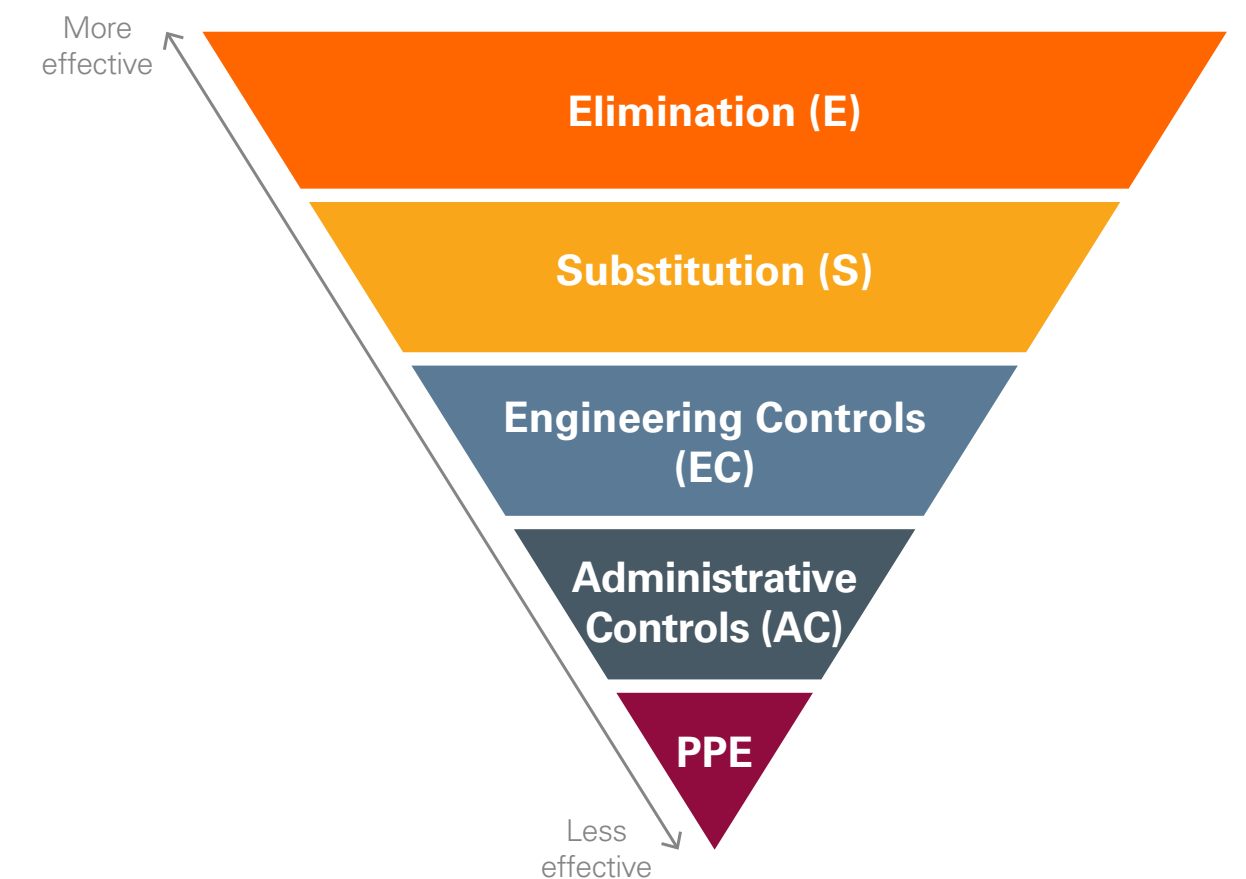 More
effective
Elimination (E)
Substitution (S)
Engineering Controls
(EC)
Administrative
Controls (AC)
PPE
Less
effective